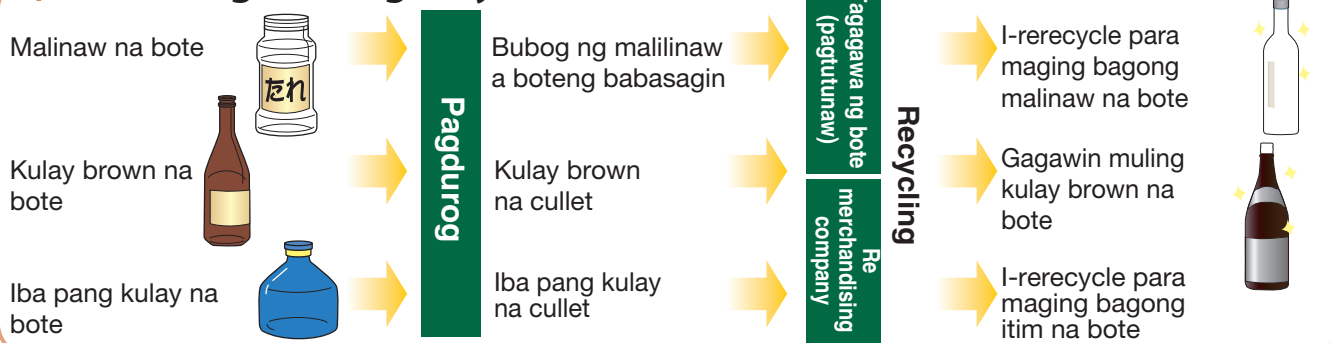 Malinaw na bote
たれ
Kulay brown na
bote
Iba pang kulay na
bote
Pagdurog
Bubog ng malilinaw
a boteng babasagin
Kulay brown
na cullet
Iba pang kulay
na cullet
agagawa ng bote
(pagtutunaw)
Re
merchandising
company
Recycling
I-rerecycle para
maging bagong
malinaw na bote
Gagawin muling
kulay brown na
bote
I-rerecycle para
maging bagong
itim na bote